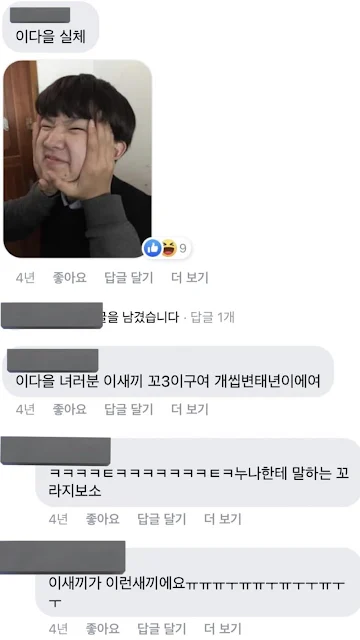 이다을 실체
9
4년 좋아요 답글 달기 더 보기
글을 남겼습니다 · 답글 1개
이다을 녀러분 이새끼 꼬3이구여 개씹변태년이에여
4년 좋아요 답글 달기 더 보기
ㅋㅋㅋㅋㅌㅋㅋㅋㅋㅋㅋㅋㅌㅋ누나한테 말하는 꼬
라지보소
4년 좋아요 답글 달기 더 보기
이새끼가 이런새끼에요ㅠㅠㅠㅜㅠㅠㅜㅠㅜㅜㅠㅜ
ㅜ
4년 좋아요 답글 달기 더 보기